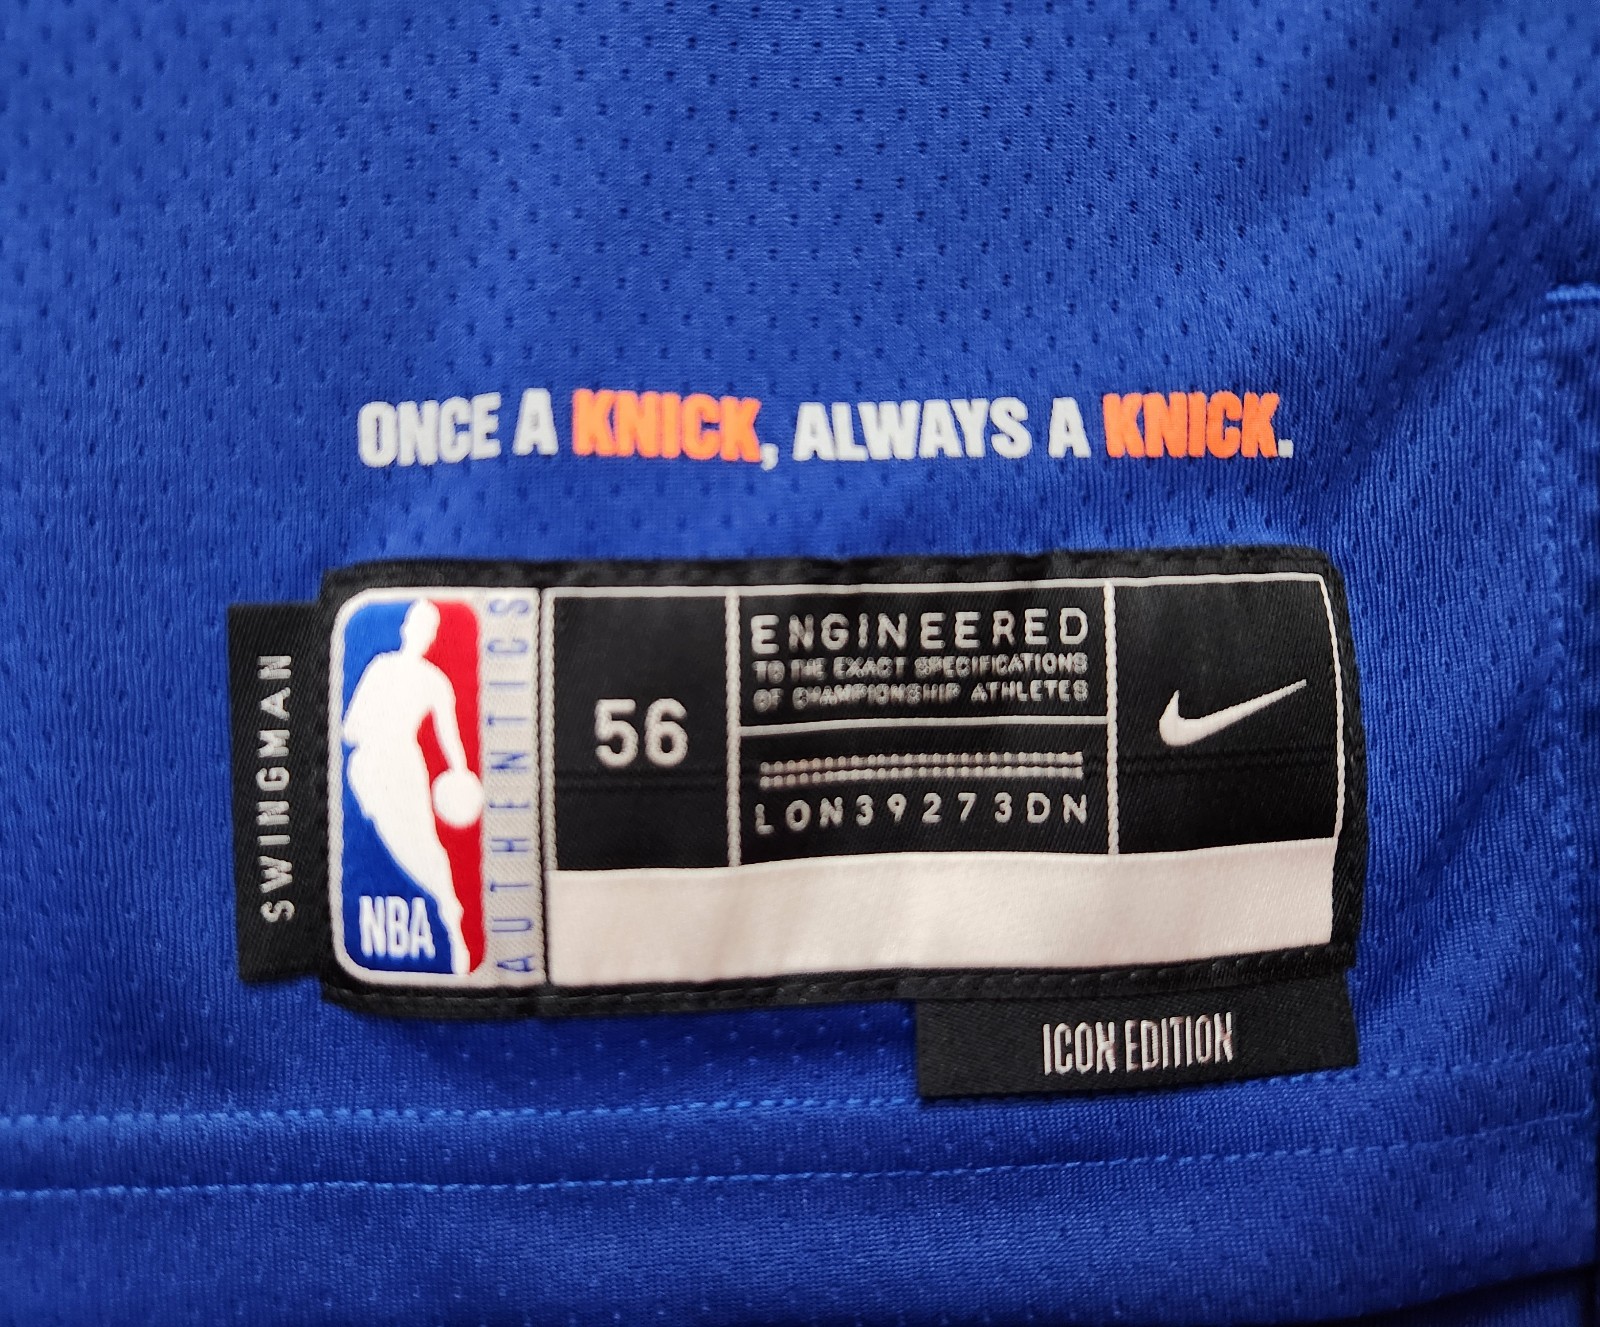 ONCE A KNICK, ALWAYS A KNICK.
SWINGMAN
NBA
AUTHENTICS
56
ENGINEERED
TO THE EXACT SPECIFICATIONS
OF CHAMPIONSHIP ATHLETES
LON39273DN
ICON EDITION